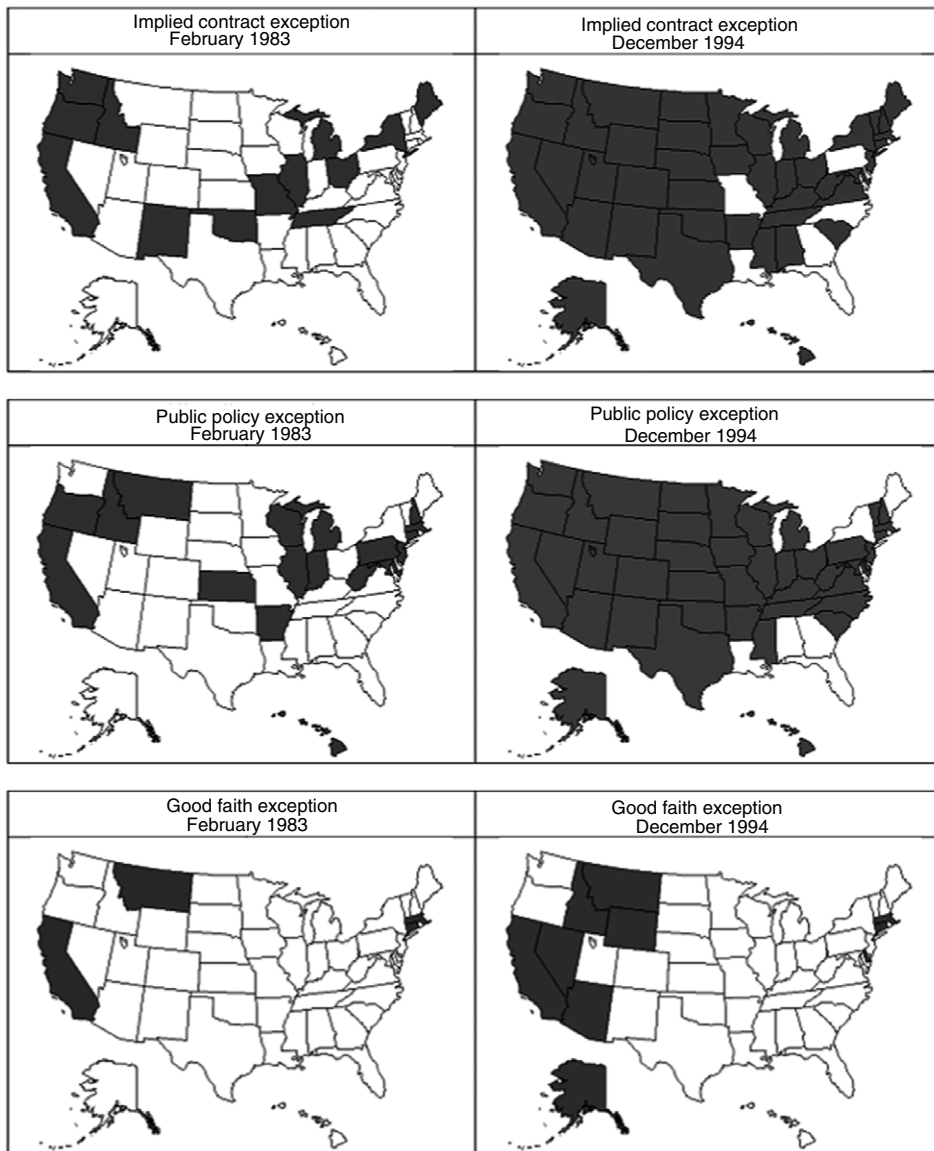 Implied contract exception
February 1983
Implied contract exception
December 1994
Public policy exception
February 1983
Public policy exception
December 1994
Good faith exception
February 1983
Good faith exception
December 1994